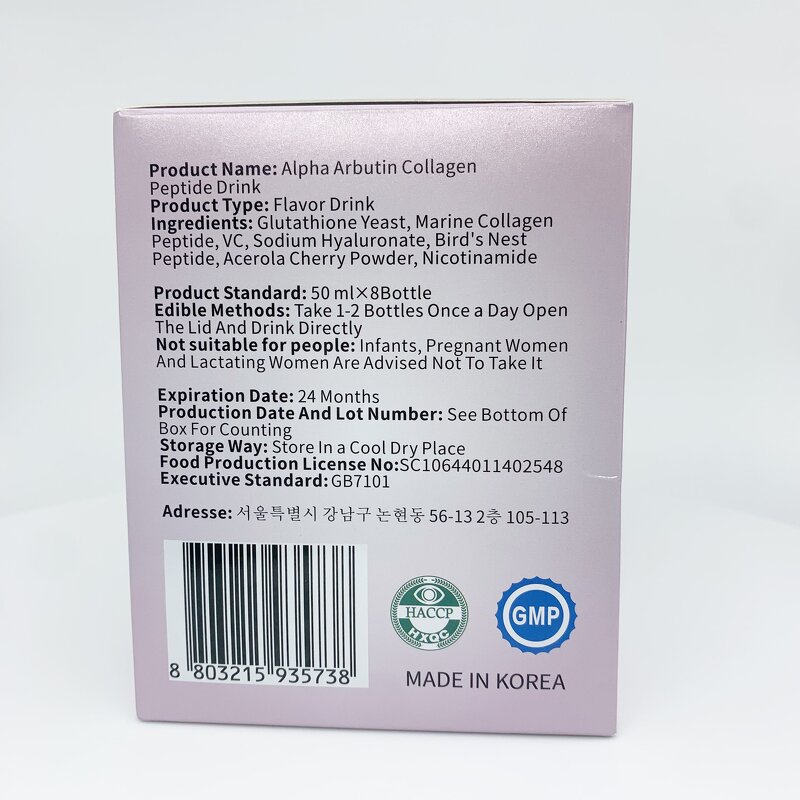 Product Name: Alpha Arbutin Collagen
Peptide Drink
Product Type: Flavor Drink
Ingredients: Glutathione Yeast, Marine Collagen
Peptide, VC, Sodium Hyaluronate, Bird's Nest
Peptide, Acerola Cherry Powder, Nicotinamide
Product Standard: 50 ml×8Bottle
Edible Methods: Take 1-2 Bottles Once a Day Open
The Lid And Drink Directly
Not suitable for people: Infants, Pregnant Women
And Lactating Women Are Advised Not To Take It
Expiration Date: 24 Months
Production Date And Lot Number: See Bottom Of
Box For Counting
Storage Way: Store In a Cool Dry Place
Food Production License No:SC10644011402548
Executive Standard:GB7101
Adresse: 서울특별시 강남구 논현동 56-13 2층 105-113
8 803215 935738
HACCP
HXQC
GMP
MADE IN KOREA